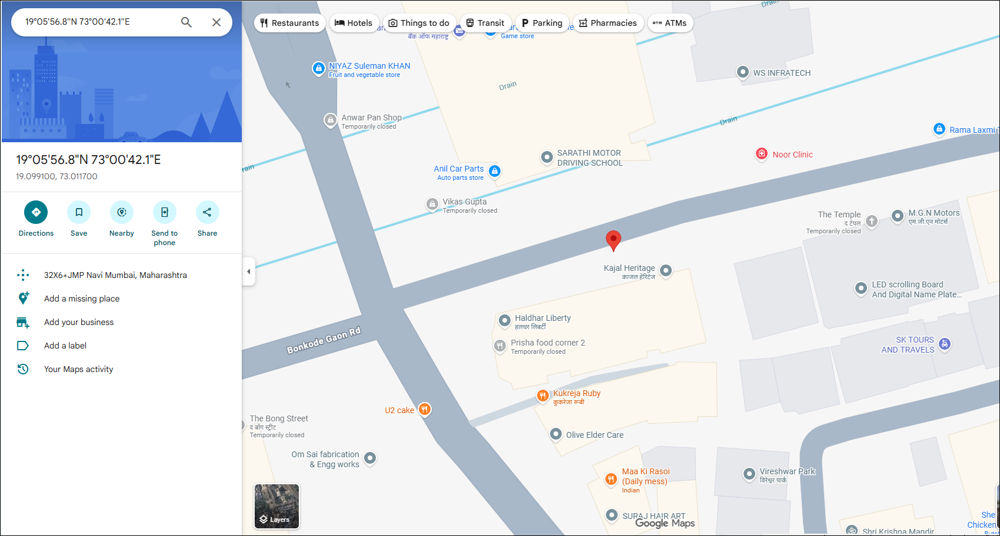 19°05'56.8"N 73°00'42.1"E
Restaurants
Hotels
Things to do
Transit
Parking
Pharmacies
ATMs
19°05'56.8"N 73°00'42.1"E
19.099100, 73.011700
Directions
Save
Nearby
Send to
phone
Share
32X6+JMP Navi Mumbai, Maharashtra
Add a missing place
Add your business
Add a label
Your Maps activity
Drain
बँक ऑफ महाराष्ट्र
Game store
NIYAZ Suleman KHAN
Fruit and vegetable store
WS INFRATECH
Drain
Anwar Pan Shop
Temporarily closed
Drain
Rama Laxmi
SARATHI MOTOR
DRIVING SCHOOL
Noor Clinic
Anil Car Parts
Auto parts store
rain
Vikas Gupta
Temporarily closed
The Temple
द टेंपल
Temporarily closed
M.G.N Motors
एम.जी.एन मोटर्स
Kajal Heritage
काजल हेरिटेज
LED scrolling Board
And Digital Name Plate...
Haldhar Liberty
हलधर लिबर्टी
Prisha food corner 2
Temporarily closed
Bonkode Gaon Rd
SK TOURS
AND TRAVELS
Kukreja Ruby
कुकरेजा रूबी
U2 cake
The Bong Street
द बोंग स्ट्रीट
Temporarily closed
Olive Elder Care
Om Sai fabrication
& Engg works
Maa Ki Rasoi
(Daily mess)
Indian
Vireshwar Park
विरेश्वर पार्क
SURAJ HAIR ART
Layers
Google Maps
She
Chicken
Shri Krishna Mandir